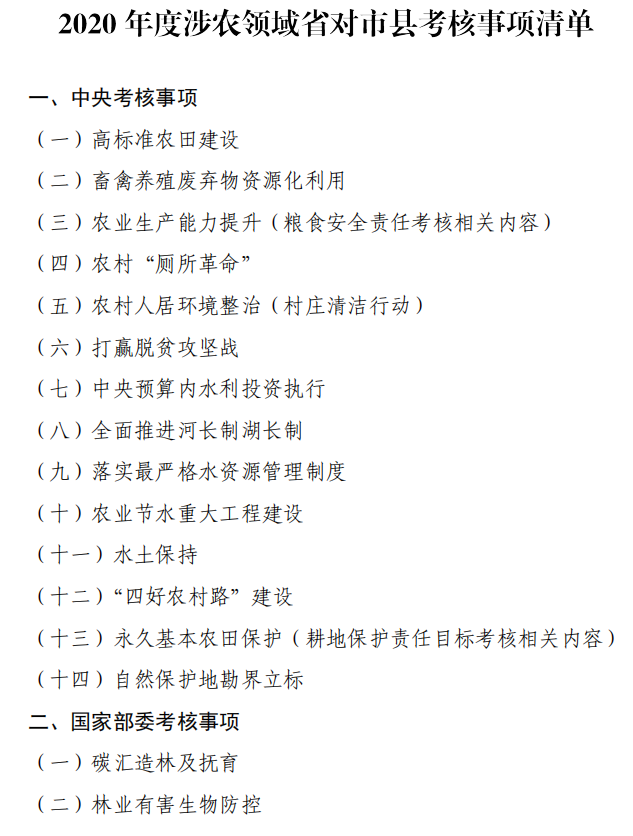 2020 年度涉农领域省对市县考核事项清单
一、中央考核事项
（一）高标准农田建设
（二）畜禽养殖废弃物资源化利用
（三）农业生产能力提升（粮食安全责任考核相关内容）
（四）农村“厕所革命”
（五）农村人居环境整治（村庄清洁行动）
（六）打赢脱贫攻坚战
（七）中央预算内水利投资执行
（八）全面推进河长制湖长制
（九）落实最严格水资源管理制度
（十）农业节水重大工程建设
（十一）水土保持
（十二）“四好农村路”建设
（十三）永久基本农田保护（耕地保护责任目标考核相关内容）
（十四）自然保护地勘界立标
二、国家部委考核事项
（一）碳汇造林及抚育
（二）林业有害生物防控